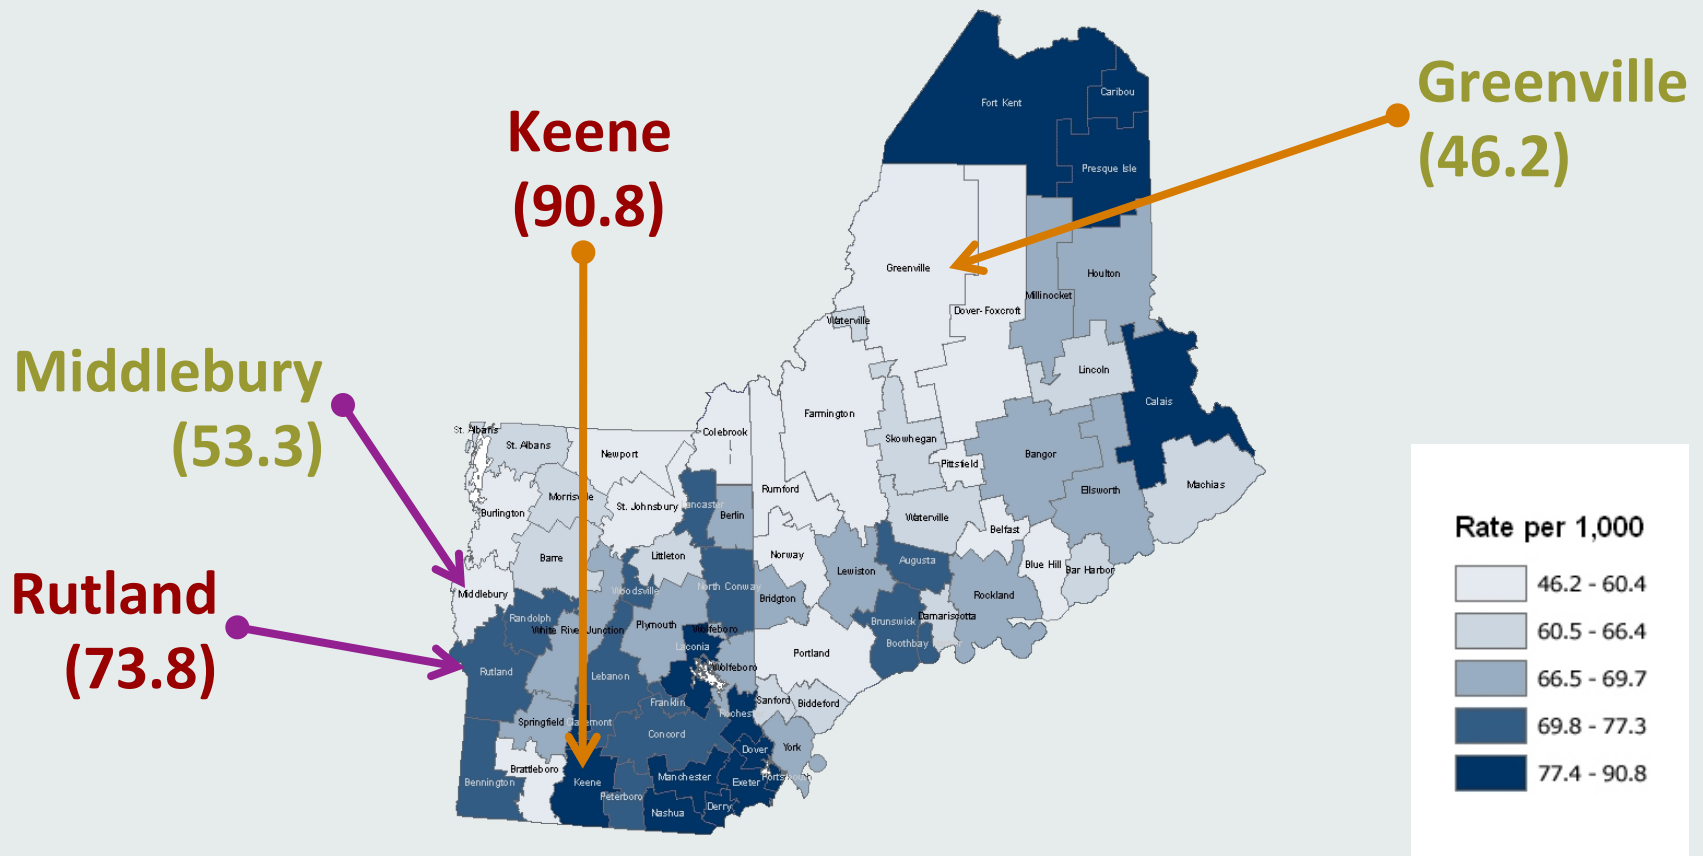 Greenville
(46.2)
Keene
(90.8)
Middlebury
(53.3)
Rutland
(73.8)
Fort Kent
Caribou
Presque Isle
Greenville
Houlton
Millinocket
Dover-Foxcroft
Waterville
Lincoln
Calais
Farmington
Colebrook
St. Albans
St. Albans
Newport
Skowhegan
Bangor
Pittsfield
Ellsworth
Machias
Rumford
Morrisville
St. Johnsbury
Lancaster
Berlin
Burlington
Waterville
Belfast
Barre
Littleton
Norway
Augusta
Lewiston
Blue Hill
Bar Harbor
Middlebury
Woodsville
North Conway
Bridgton
Rockland
Randolph
White River Junction
Plymouth
Wolfeboro
Brunswick
Damariscotta
Laconia
Boothbay
Portland
Rutland
Lebanon
Wolfeboro
Franklin
Sanford
Biddeford
Springfield
Claremont
Rochest
Concord
Dover
York
Brattleboro
Bennington
Keene
Manchester
Exeter
Portsmouth
Peterboro
Nashua
Derry
Rate per 1,000
46.2 - 60.4
60.5 - 66.4
66.5 - 69.7
69.8 - 77.3
77.4 - 90.8